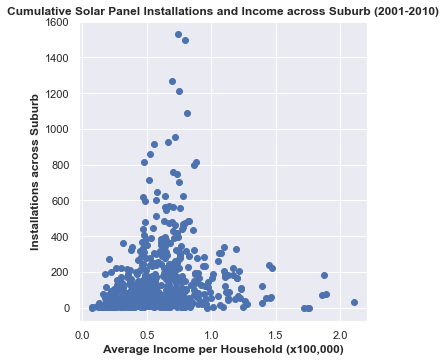 Cumulative Solar Panel Installations and Income across Suburb (2001-2010)
1600
1400
1200
1000
800
600
400
200
0
Installations across Suburb
0.0 0.5 1.0 1.5 2.0
Average Income per Household (x100,000)